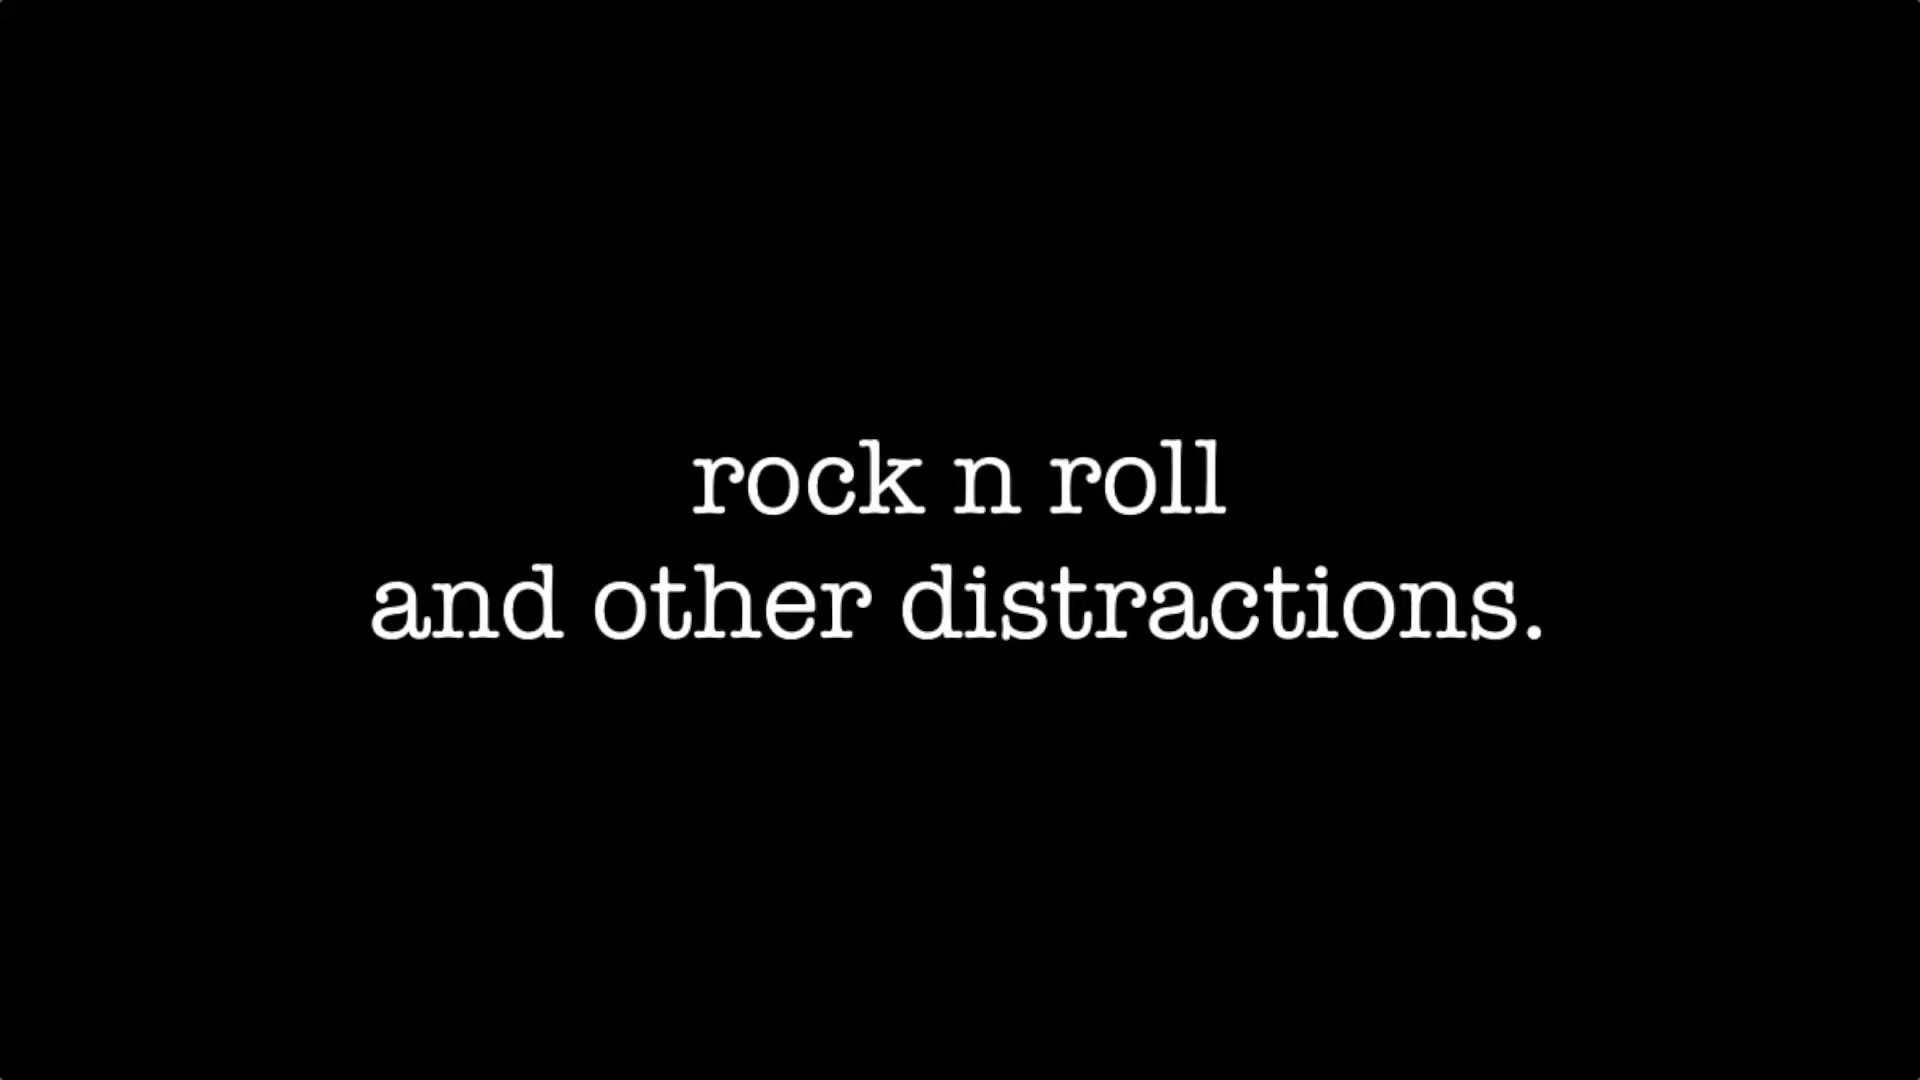 rock n roll
and other distractions.